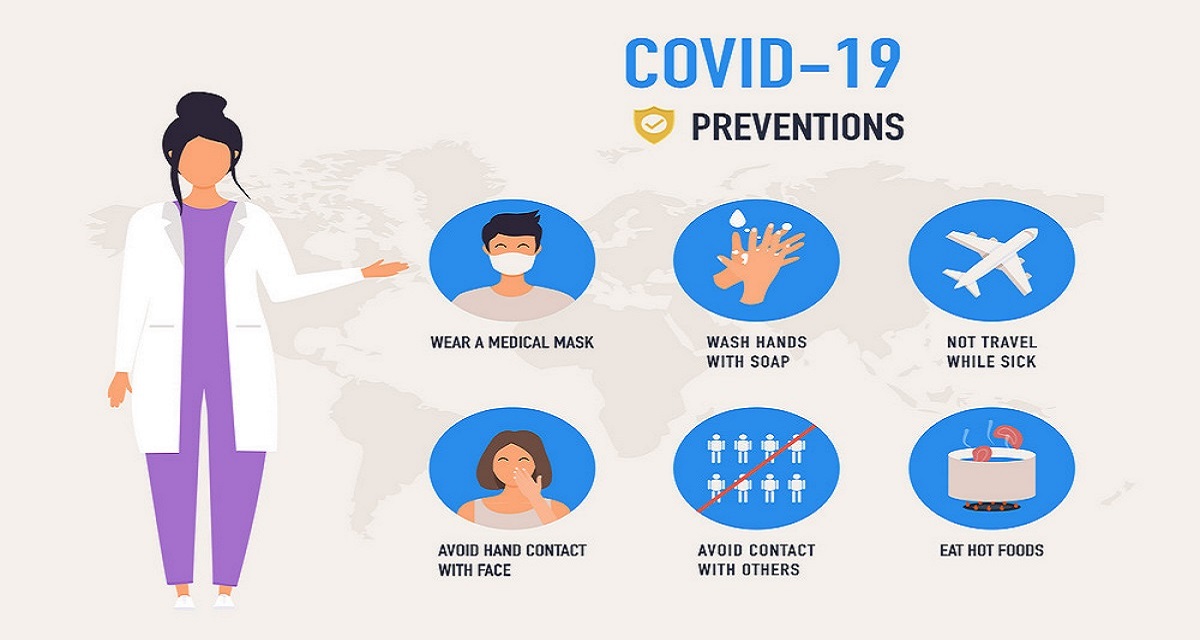 COVID-19
PREVENTIONS
WEAR A MEDICAL MASK
WASH HANDS
WITH SOAP
NOT TRAVEL
WHILE SICK
AVOID HAND CONTACT
WITH FACE
AVOID CONTACT
WITH OTHERS
EAT HOT FOODS